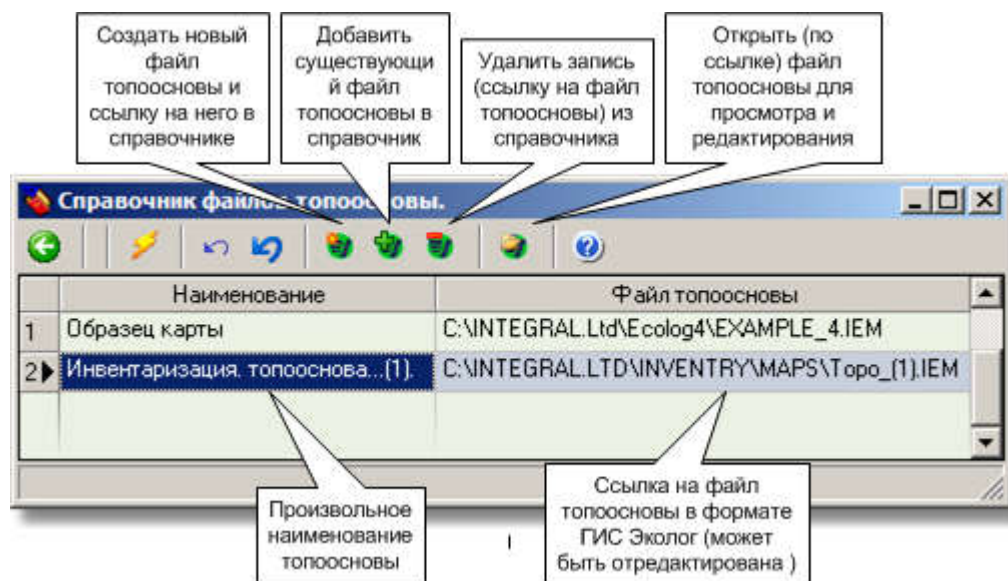 Создать новый
файл
топоосновы и
ссылку на него в
справочнике
Добавить
существующи
й файл
топоосновы в
справочник
Удалить запись
(ссылку на файл
топоосновы) из
справочника
Открыть (по
ссылке) файл
топоосновы для
просмотра и
редактирования
Справочник файлов топоосновы.
Наименование
Файл топоосновы
1 Образец карты C:\INTEGRAL.Ltd\Ecolog4\EXAMPLE_4.IEM
2 Инвентаризация. топооснова...(1). C:\INTEGRAL.LTD\INVENTRY\MAPS\Topo_(1).IEM
Произвольное
наименование
топоосновы
Ссылка на файл
топоосновы в формате
ГИС Эколог (может
быть отредактирована )